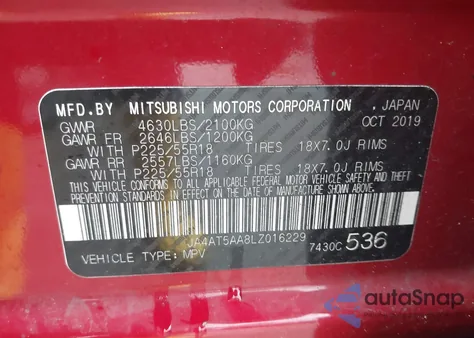 MFD.BY MITSUBISHI MOTORS CORPORATION , JAPAN
GVWR 4630LBS/2100KG OCT 2019
GAWR FR 2646LBS/1200KG
WITH P225/55R18 TIRES 18X7.0J RIMS
GAWR RR 2557LBS/1160KG
WITH P225/55R18 TIRES 18X7.0J RIMS
THIS VEHICLE CONFORMS TO ALL APPLICABLE FEDERAL MOTOR VEHICLE
SAFETY AND THEFT PREVENTION STANDARDS IN EFFECT ON THE DATE OF
MANUFACTURE SHOWN ABOVE.
JA4AT5AA8LZ016229
VEHICLE TYPE: MPV 7430C 536
autoSnap